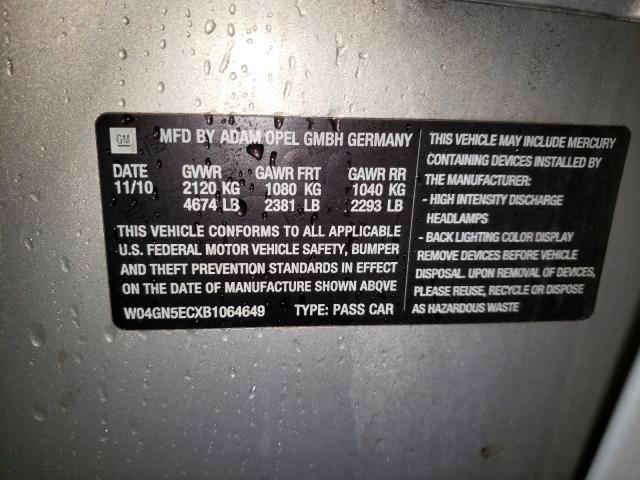 GM
MFD BY ADAM OPEL GMBH GERMANY
DATE GVWR GAWR FRT GAWR RR
11/10 2120 KG 1080 KG 1040 KG
4674 LB 2381 LB 2293 LB
THIS VEHICLE CONFORMS TO ALL APPLICABLE
U.S. FEDERAL MOTOR VEHICLE SAFETY, BUMPER
AND THEFT PREVENTION STANDARDS IN EFFECT
ON THE DATE OF MANUFACTURE SHOWN ABOVE
W04GN5ECXB1064649 TYPE: PASS CAR
THIS VEHICLE MAY INCLUDE MERCURY
CONTAINING DEVICES INSTALLED BY
THE MANUFACTURER:
- HIGH INTENSITY DISCHARGE
HEADLAMPS
- BACK LIGHTING COLOR DISPLAY
REMOVE DEVICES BEFORE VEHICLE
DISPOSAL. UPON REMOVAL OF DEVICES,
PLEASE REUSE, RECYCLE OR DISPOSE
AS HAZARDOUS WASTE